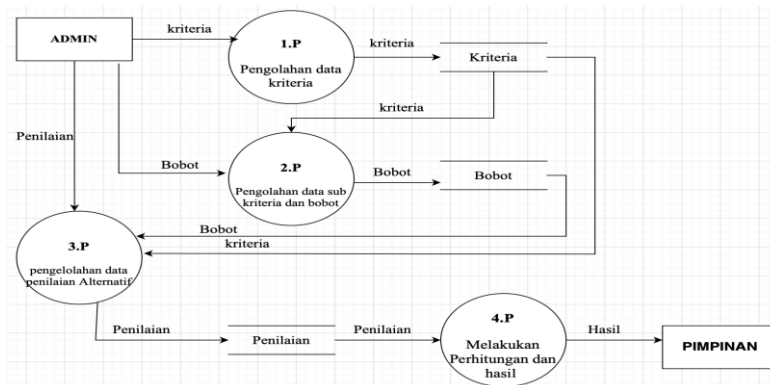 ADMIN
kriteria
1.P
Pengolahan data
kriteria
kriteria
Kriteria
kriteria
Penilaian
Bobot
2.P
Pengolahan data sub
kriteria dan bobot
Bobot
Bobot
Bobot
kriteria
3.P
pengelolahan data
penilaian Alternatif
Penilaian
Penilaian
Penilaian
4.P
Melakukan
Perhitungan dan
hasil
Hasil
PIMPINAN